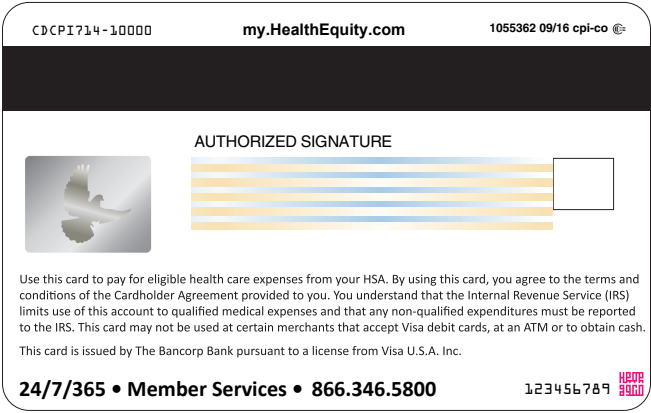 CDCPI714-10000
my.HealthEquity.com
1055362 09/16 cpi-co
AUTHORIZED SIGNATURE
Use this card to pay for eligible health care expenses from your HSA. By using this card, you agree to the terms and
conditions of the Cardholder Agreement provided to you. You understand that the Internal Revenue Service (IRS)
limits use of this account to qualified medical expenses and that any non-qualified expenditures must be reported
to the IRS. This card may not be used at certain merchants that accept Visa debit cards, at an ATM or to obtain cash.
This card is issued by The Bancorp Bank pursuant to a license from Visa U.S.A. Inc.
24/7/365 • Member Services • 866.346.5800
123456789